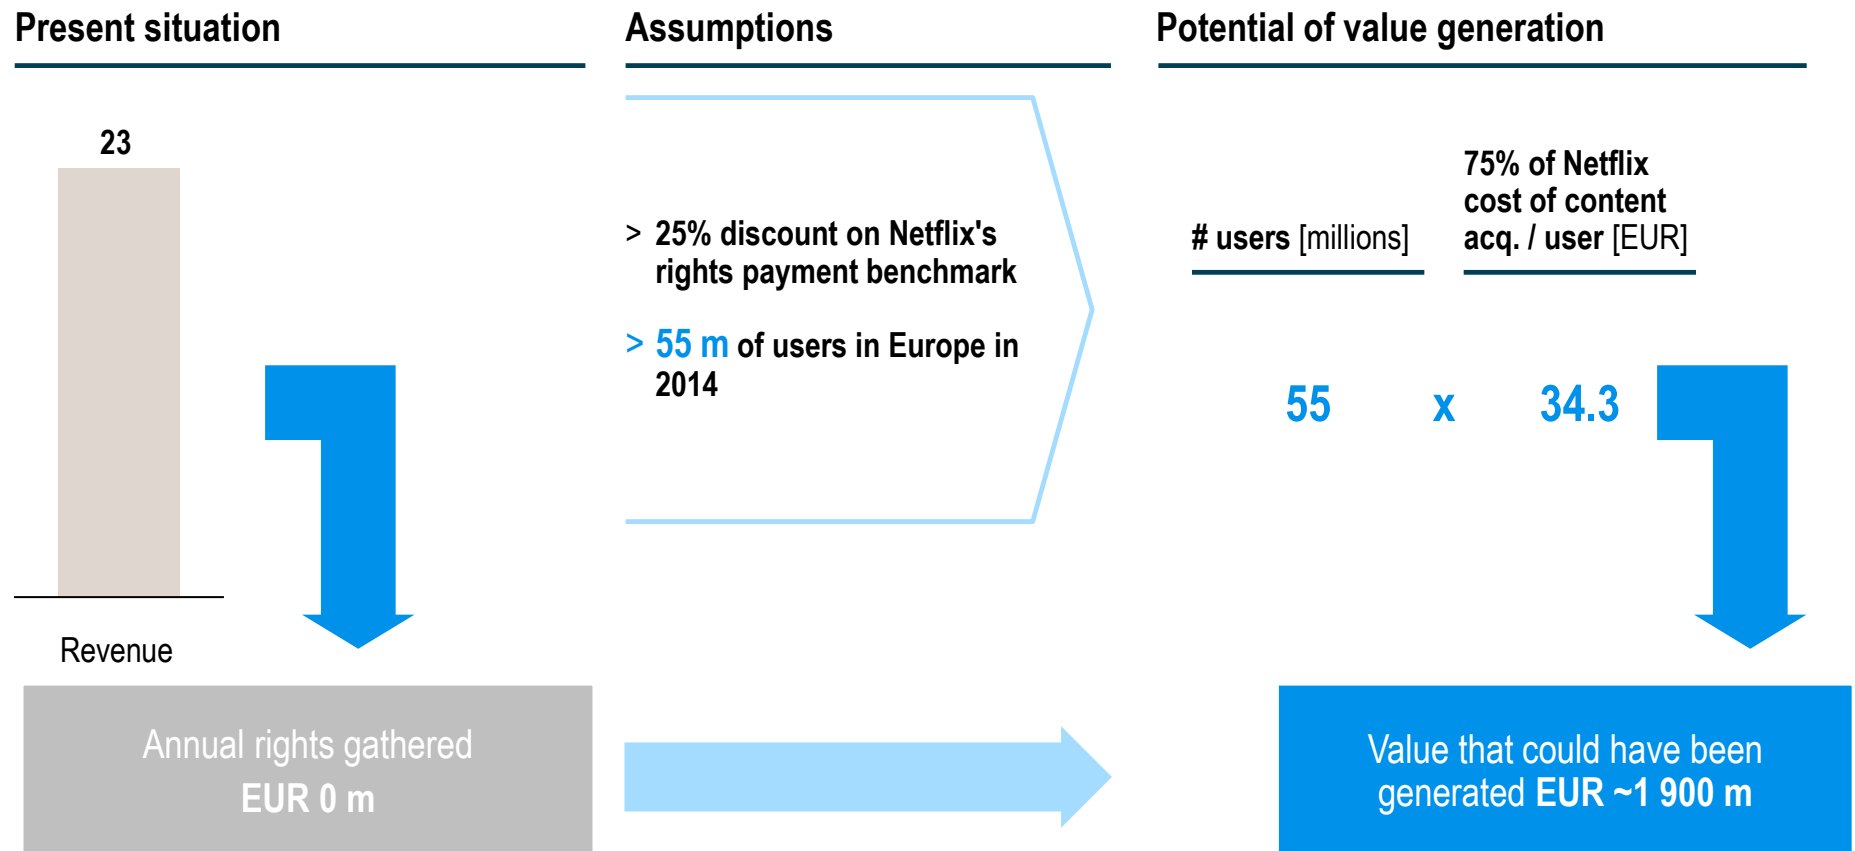 Present situation
23
Revenue
Annual rights gathered
EUR 0 m
Assumptions
> 25% discount on Netflix's
rights payment benchmark
> 55 m of users in Europe in
2014
Potential of value generation
# users [millions]
75% of Netflix
cost of content
acq. / user [EUR]
55 x 34.3
Value that could have been
generated EUR ~1 900 m